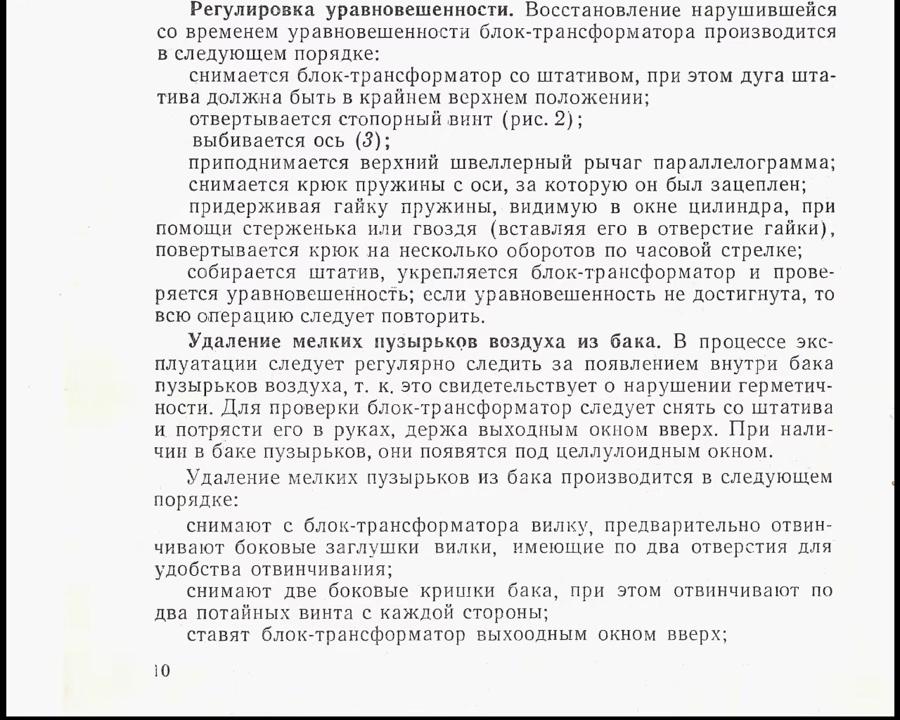 Регулировка уравновешенности. Восстановление нарушившейся
со временем уравновешенности блок-трансформатора производится
в следующем порядке:
снимается блок-трансформатор со штативом, при этом дуга шта-
тива должна быть в крайнем верхнем положении;
отвертывается стопорный винт (рис. 2);
выбивается ось (3);
приподнимается верхний швеллерный рычаг параллелограмма;
снимается крюк пружины с оси, за которую он был зацеплен;
придерживая гайку пружины, видимую в окне цилиндра, при
помощи стерженька или гвоздя (вставляя его в отверстие гайки),
повертывается крюк на несколько оборотов по часовой стрелке;
собирается штатив, укрепляется блок-трансформатор и прове-
ряется уравновешенность; если уравновешенность не достигнута, то
всю операцию следует повторить.
Удаление мелких пузырьков воздуха из бака. В процессе экс-
плуатации следует регулярно следить за появлением внутри бака
пузырьков воздуха, т. к. это свидетельствует о нарушении герметич-
ности. Для проверки блок-трансформатор следует снять со штатива
и потрясти его в руках, держа выходным окном вверх. При нали-
чии в баке пузырьков, они появятся под целлулоидным окном.
Удаление мелких пузырьков из бака производится в следующем
порядке:
снимают с блок-трансформатора вилку, предварительно отвин-
чивают боковые заглушки вилки, имеющие по два отверстия для
удобства отвинчивания;
снимают две боковые кришки бака, при этом отвинчивают по
два потайных винта с каждой стороны;
ставят блок-трансформатор выхоодным окном вверх;
10